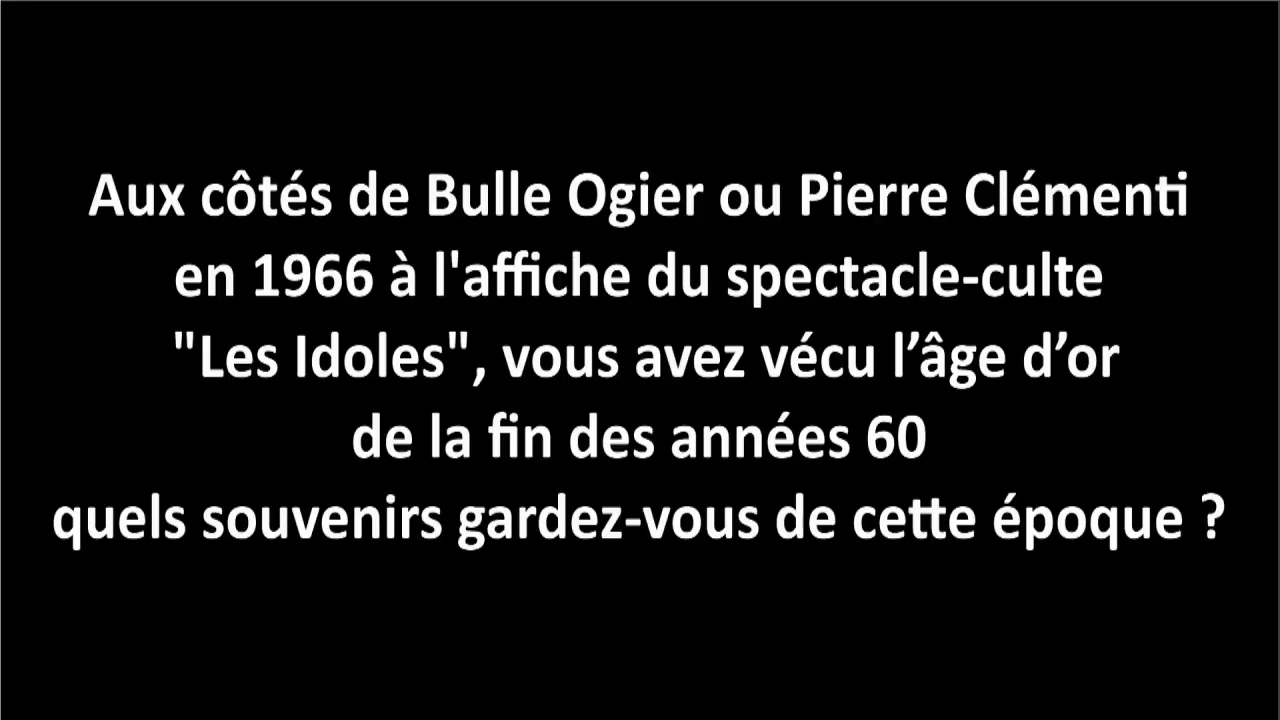 Aux côtés de Bulle Ogier ou Pierre Clémenti
en 1966 à l'affiche du spectacle-culte
"Les Idoles", vous avez vécu l’âge d’or
de la fin des années 60
quels souvenirs gardez-vous de cette époque ?